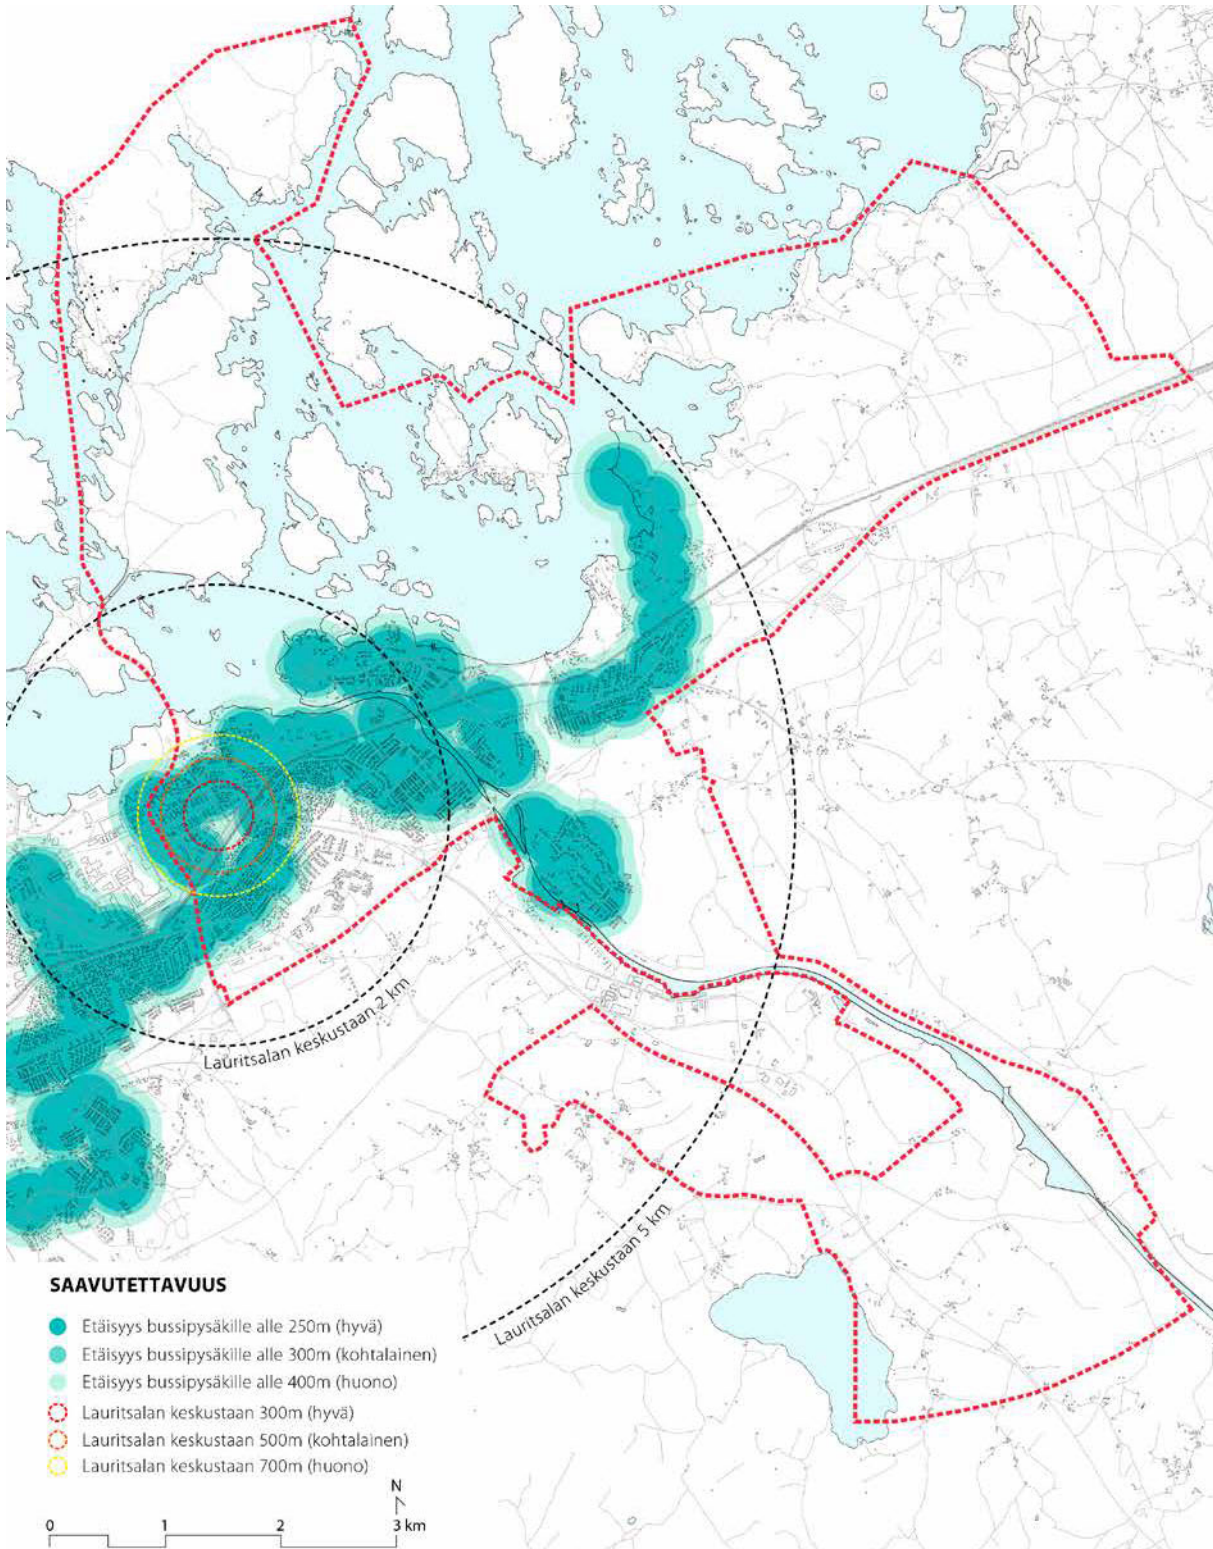 Lauritsalan keskustaan 2 km
Lauritsalan keskustaan 5 km
SAAVUTETTAVUUS
Etäisyys bussipysäkille alle 250m (hyvä)
Etäisyys bussipysäkille alle 300m (kohtalainen)
Etäisyys bussipysäkille alle 400m (huono)
Lauritsalan keskustaan 300m (hyvä)
Lauritsalan keskustaan 500m (kohtalainen)
Lauritsalan keskustaan 700m (huono)
N
0 1 2 3 km